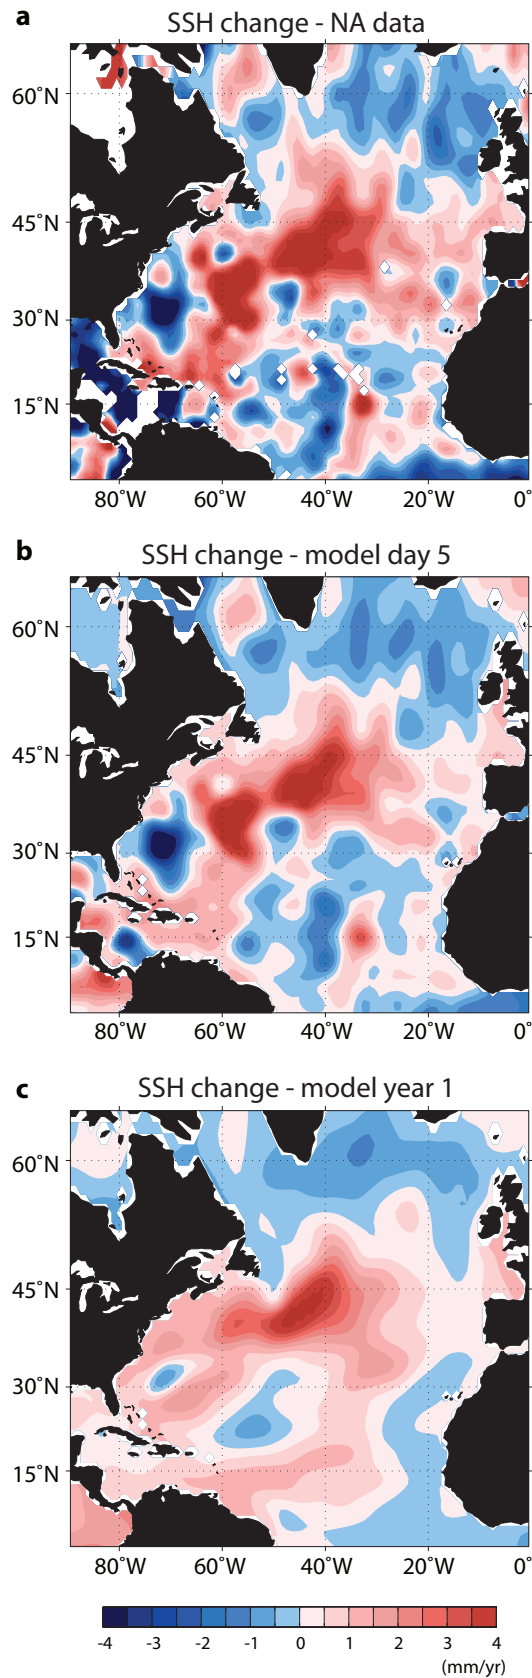 a
SSH change - NA data
60°N
45°N
30°N
15°N
80°W 60°W 40°W 20°W 0°
b
SSH change - model day 5
60°N
45°N
30°N
15°N
80°W 60°W 40°W 20°W 0°
c
SSH change - model year 1
60°N
45°N
30°N
15°N
80°W 60°W 40°W 20°W 0°
-4 -3 -2 -1 0 1 2 3 4
(mm/yr)